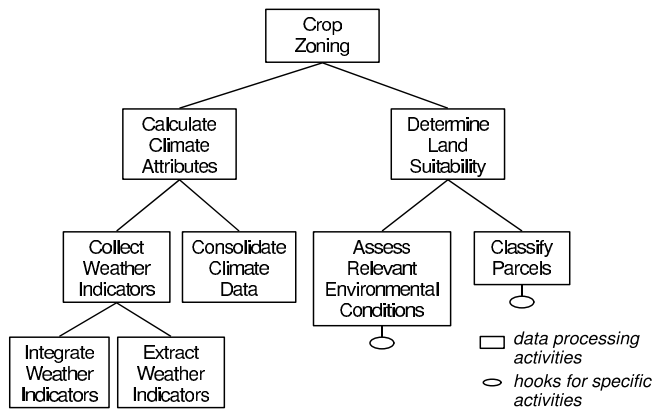 Crop
Zoning
Calculate
Climate
Attributes
Determine
Land
Suitability
Collect
Weather
Indicators
Consolidate
Climate
Data
Assess
Relevant
Environmental
Conditions
Classify
Parcels
Integrate
Weather
Indicators
Extract
Weather
Indicators
data processing
activities
hooks for specific
activities